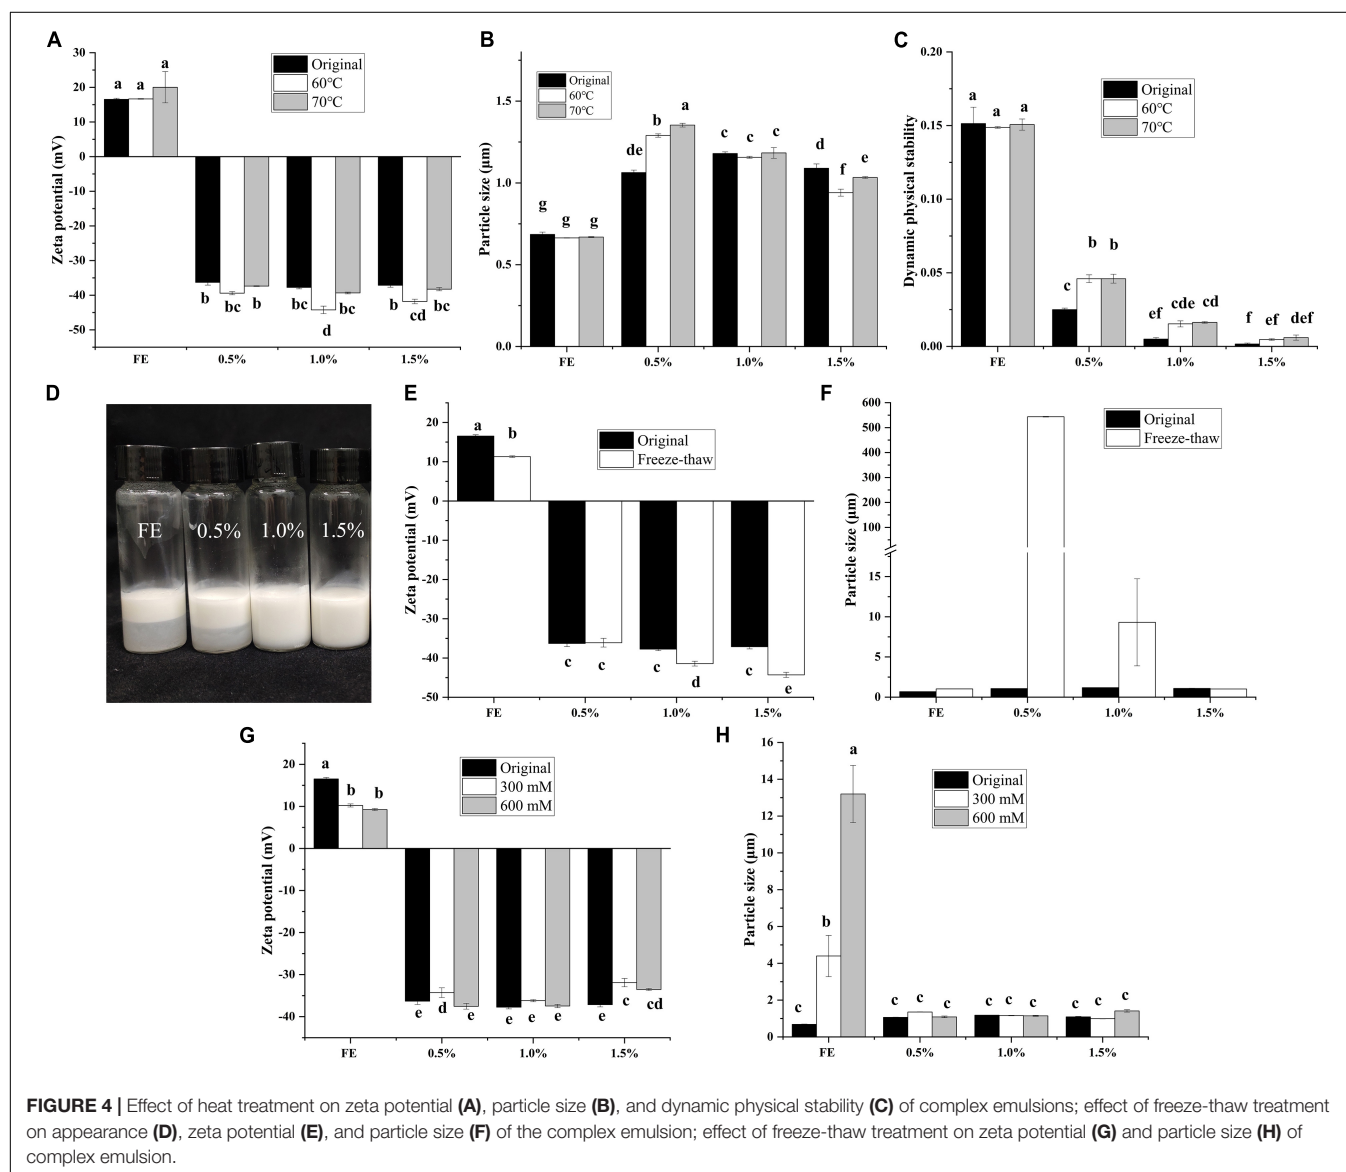 A
Zeta potential (mV)
30
20
10
0
-10
-20
-30
-40
-50
Original
60°C
70°C
a a a
b bc b bc d bc b cd bc
FE 0.5% 1.0% 1.5%
B
Particle size (μm)
1.5
1.0
0.5
0.0
Original
60°C
70°C
g g g de b a c c c d f e
FE 0.5% 1.0% 1.5%
C
Dynamic physical stability
0.20
0.15
0.10
0.05
0.00
Original
60°C
70°C
a a a c b b ef cde cd f ef def
FE 0.5% 1.0% 1.5%
D
FE 0.5% 1.0% 1.5%
E
Zeta potential (mV)
20
10
0
-10
-20
-30
-40
-50
Original
Freeze-thaw
a b c c c d c e
FE 0.5% 1.0% 1.5%
F
Particle size (μm)
600
500
400
300
200
100
15
10
5
0
Original
Freeze-thaw
FE 0.5% 1.0% 1.5%
G
Zeta potential (mV)
20
10
0
-10
-20
-30
-40
Original
300 mM
600 mM
a b b e d e e e e e c cd
FE 0.5% 1.0% 1.5%
H
Particle size (μm)
16
14
12
10
8
6
4
2
0
Original
300 mM
600 mM
c b a c c c c c c c c c
FE 0.5% 1.0% 1.5%
FIGURE 4 | Effect of heat treatment on zeta potential (A), particle size (B), and dynamic physical stability (C) of complex emulsions; effect of freeze-thaw treatment
on appearance (D), zeta potential (E), and particle size (F) of the complex emulsion; effect of freeze-thaw treatment on zeta potential (G) and particle size (H) of
complex emulsion.